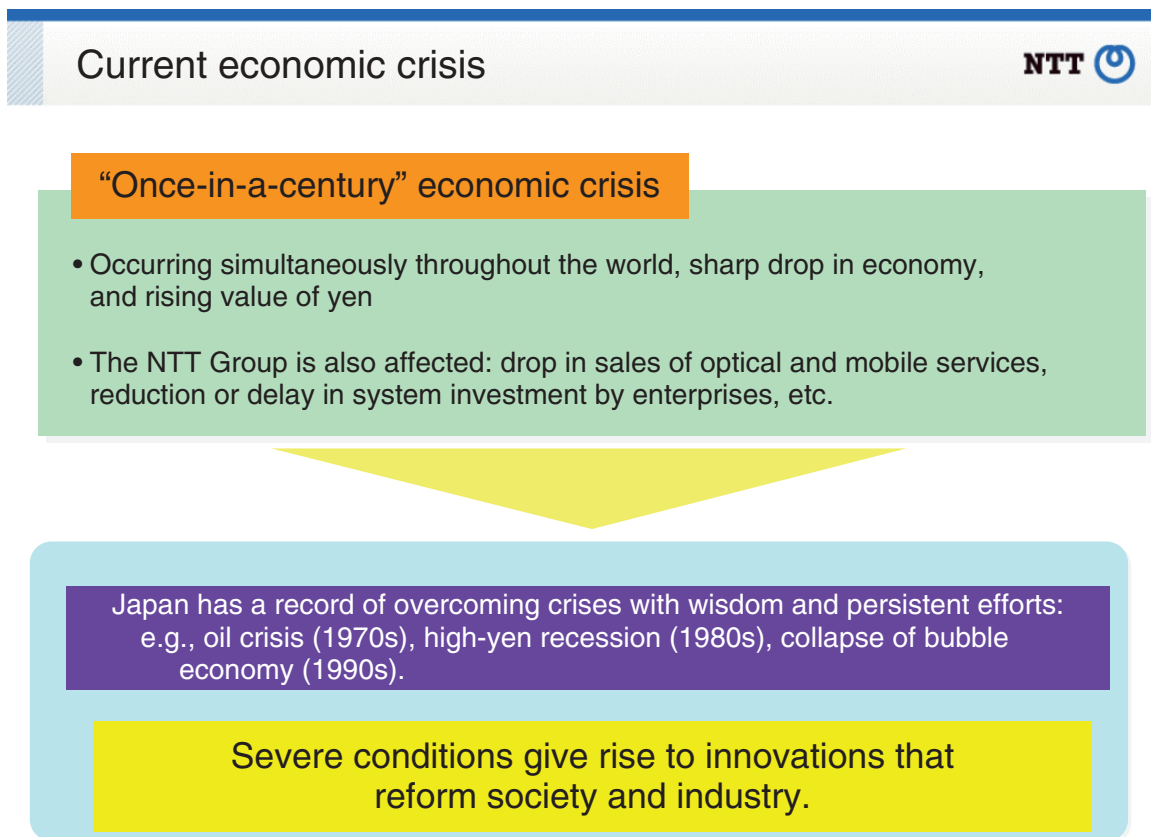 Current economic crisis
NTT
“Once-in-a-century” economic crisis
• Occurring simultaneously throughout the world, sharp drop in economy,
and rising value of yen
• The NTT Group is also affected: drop in sales of optical and mobile services,
reduction or delay in system investment by enterprises, etc.
Japan has a record of overcoming crises with wisdom and persistent efforts:
e.g., oil crisis (1970s), high-yen recession (1980s), collapse of bubble
economy (1990s).
Severe conditions give rise to innovations that
reform society and industry.